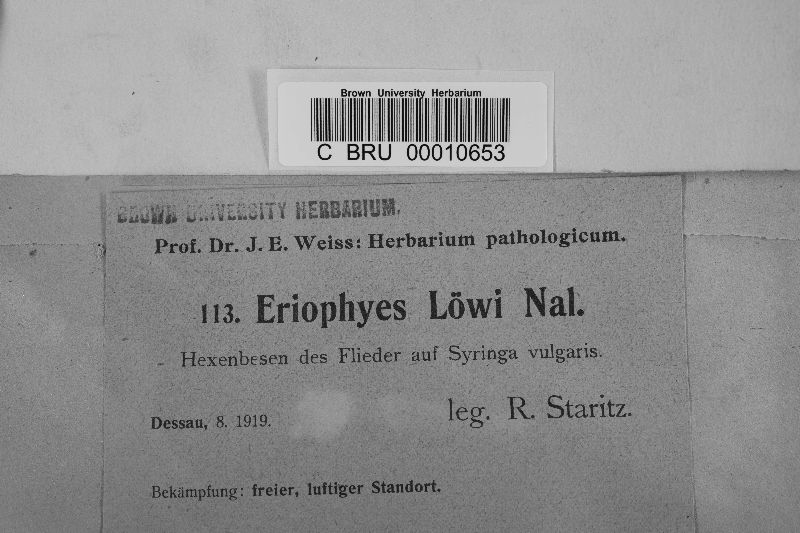 Brown University Herbarium
C BRU 00010653
BROWN UNIVERSITY HERBARIUM.
Prof. Dr. J. E. Weiss: Herbarium pathologicum.
113. Eriophyes Löwi Nal.
Hexenbesen des Flieder auf Syringa vulgaris.
leg. R. Staritz.
Dessau, 8. 1919.
Bekämpfung: freier, luftiger Standort.